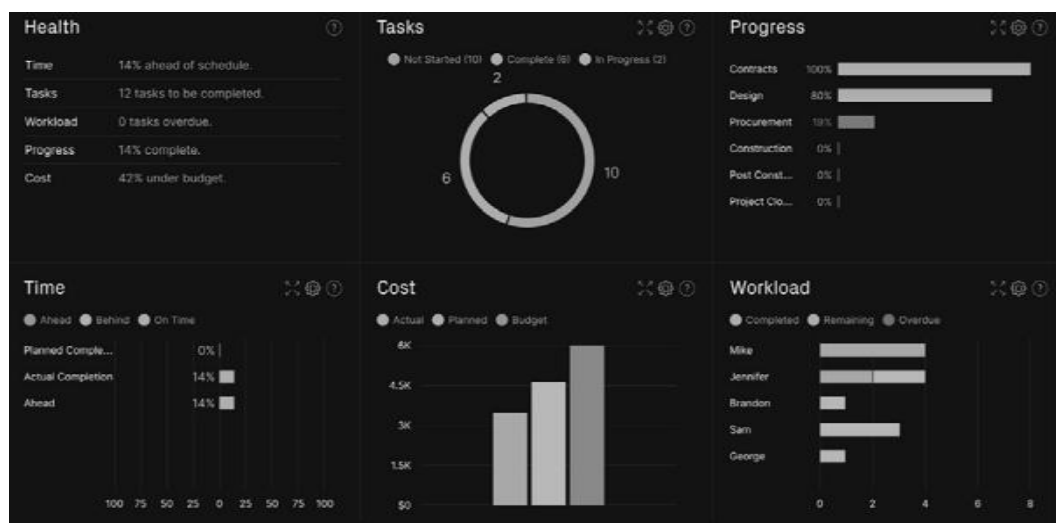 Health
Time 14% ahead of schedule.
Tasks 12 tasks to be completed.
Workload 0 tasks overdue.
Progress 14% complete.
Cost 42% under budget.
Tasks
Not Started (10) Complete (6) In Progress (2)
2
6
10
Progress
Contracts 100%
Design 80%
Procurement 19%
Construction 0%
Post Const... 0%
Project Clo... 0%
Time
Ahead Behind On Time
Planned Comple... 0%
Actual Completion 14%
Ahead 14%
100 75 50 25 0 25 50 75 100
Cost
Actual Planned Budget
6K
4.5K
3K
1.5K
$0
Workload
Completed Remaining Overdue
Mike
Jennifer
Brandon
Sam
George
0 2 4 6 8